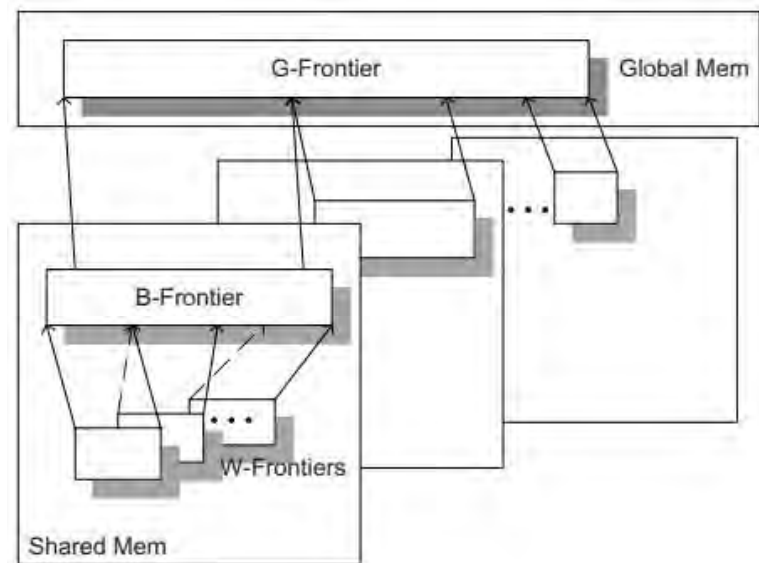 G-Frontier
Global Mem
B-Frontier
W-Frontiers
Shared Mem